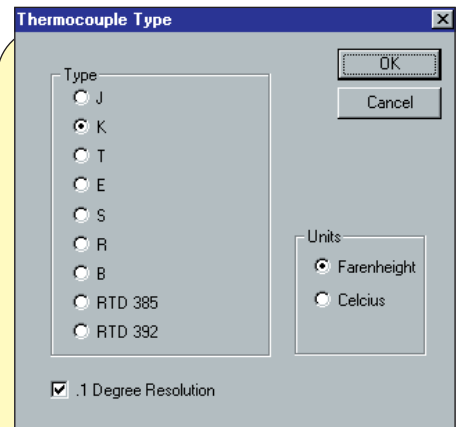 Thermocouple Type
OK
Cancel
Type
J
K
T
E
S
R
B
RTD 385
RTD 392
Units
Farenheight
Celcius
.1 Degree Resolution